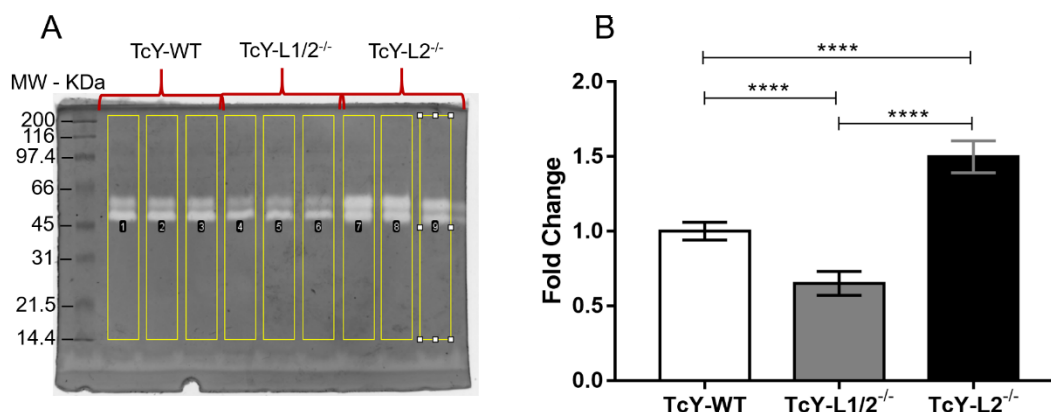 A
TcY-WT TcY-L1/2-/- TcY-L2-/-
MW - KDa
200
116
97.4
66
45
31
21.5
14.4
1 2 3 4 5 6 7 8 9
B
****
**** ****
Fold Change
2.0
1.5
1.0
0.5
0.0
TcY-WT TcY-L1/2-/- TcY-L2-/-